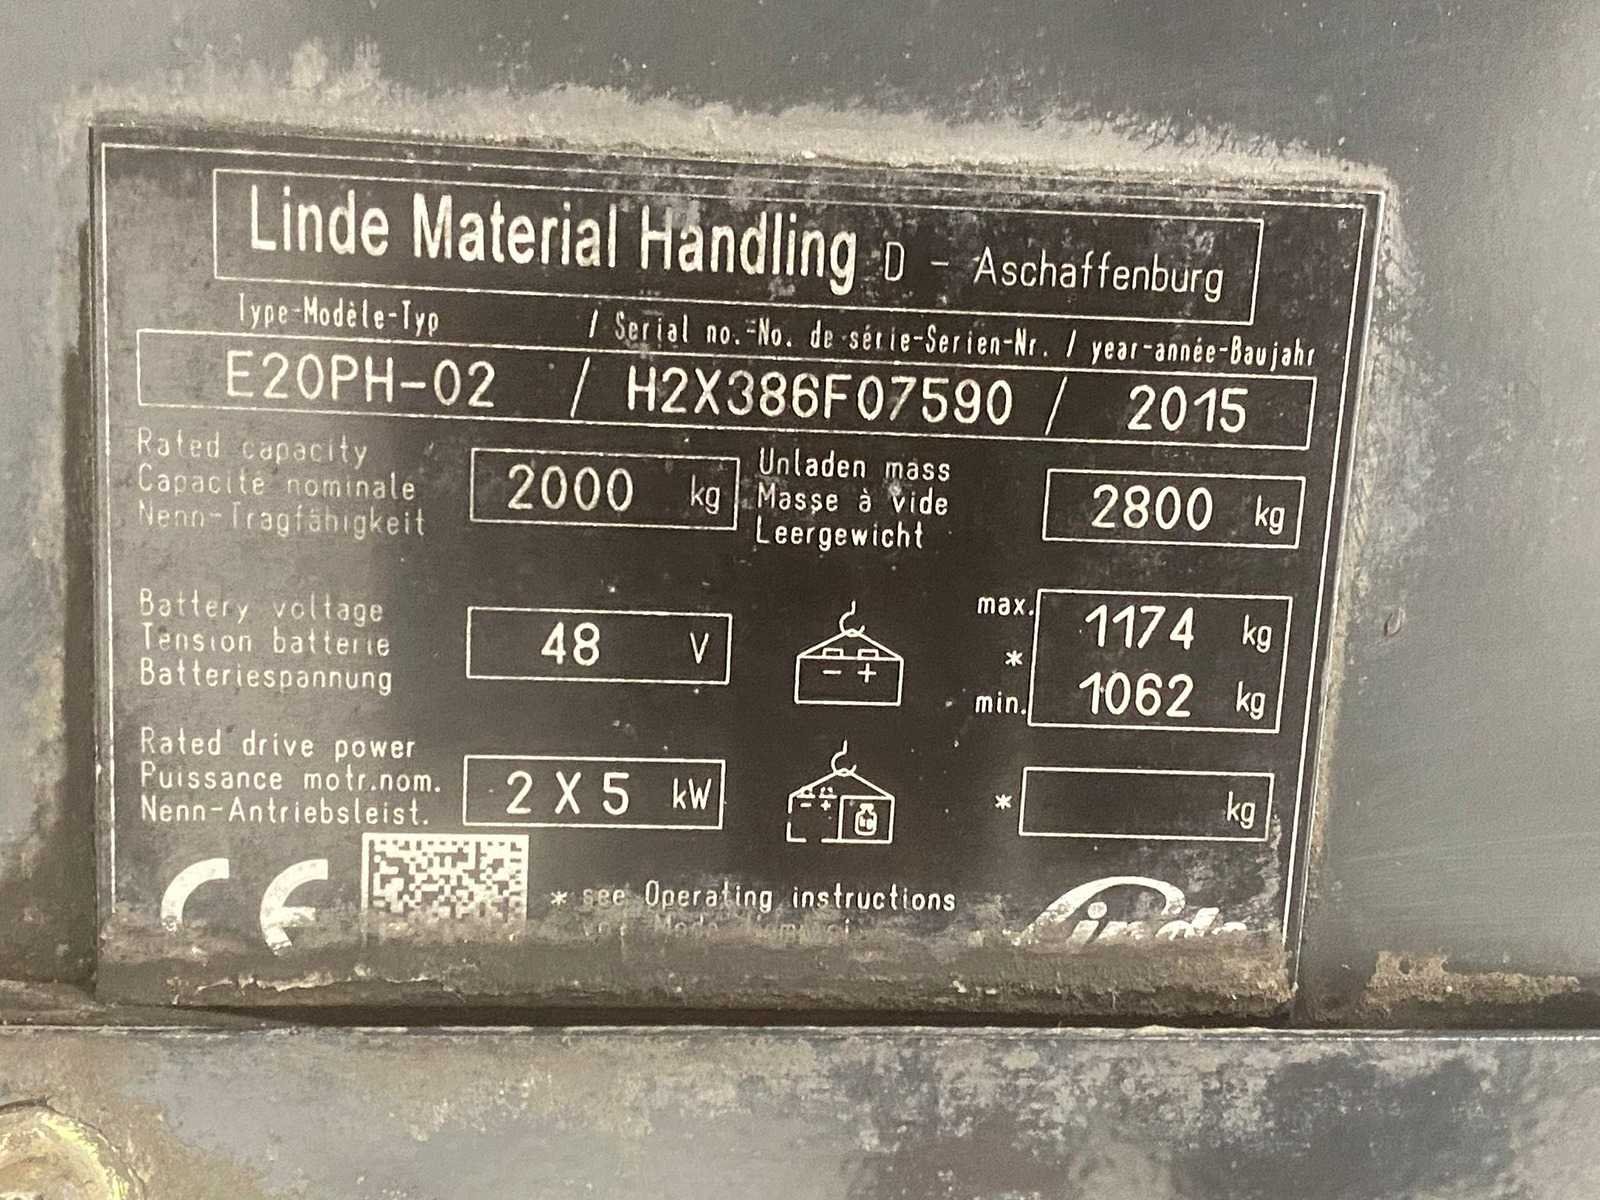 Linde Material Handling D - Aschaffenburg
Type-Modèle-Typ / Serial no.-No. de série-Serien-Nr. / year-année-Baujahr
E20PH-02 / H2X386F07590 / 2015
Rated capacity
Capacité nominale
Nenn-Tragfähigkeit
2000 kg
Unladen mass
Masse à vide
Leergewicht
2800 kg
Battery voltage
Tension batterie
Batteriespannung
48 V
- +
max. 1174 kg
*
min. 1062 kg
Rated drive power
Puissance motr.nom.
Nenn-Antriebsleist.
2 X 5 kW
- +
kg
* kg
CE
* see Operating instructions
Linde